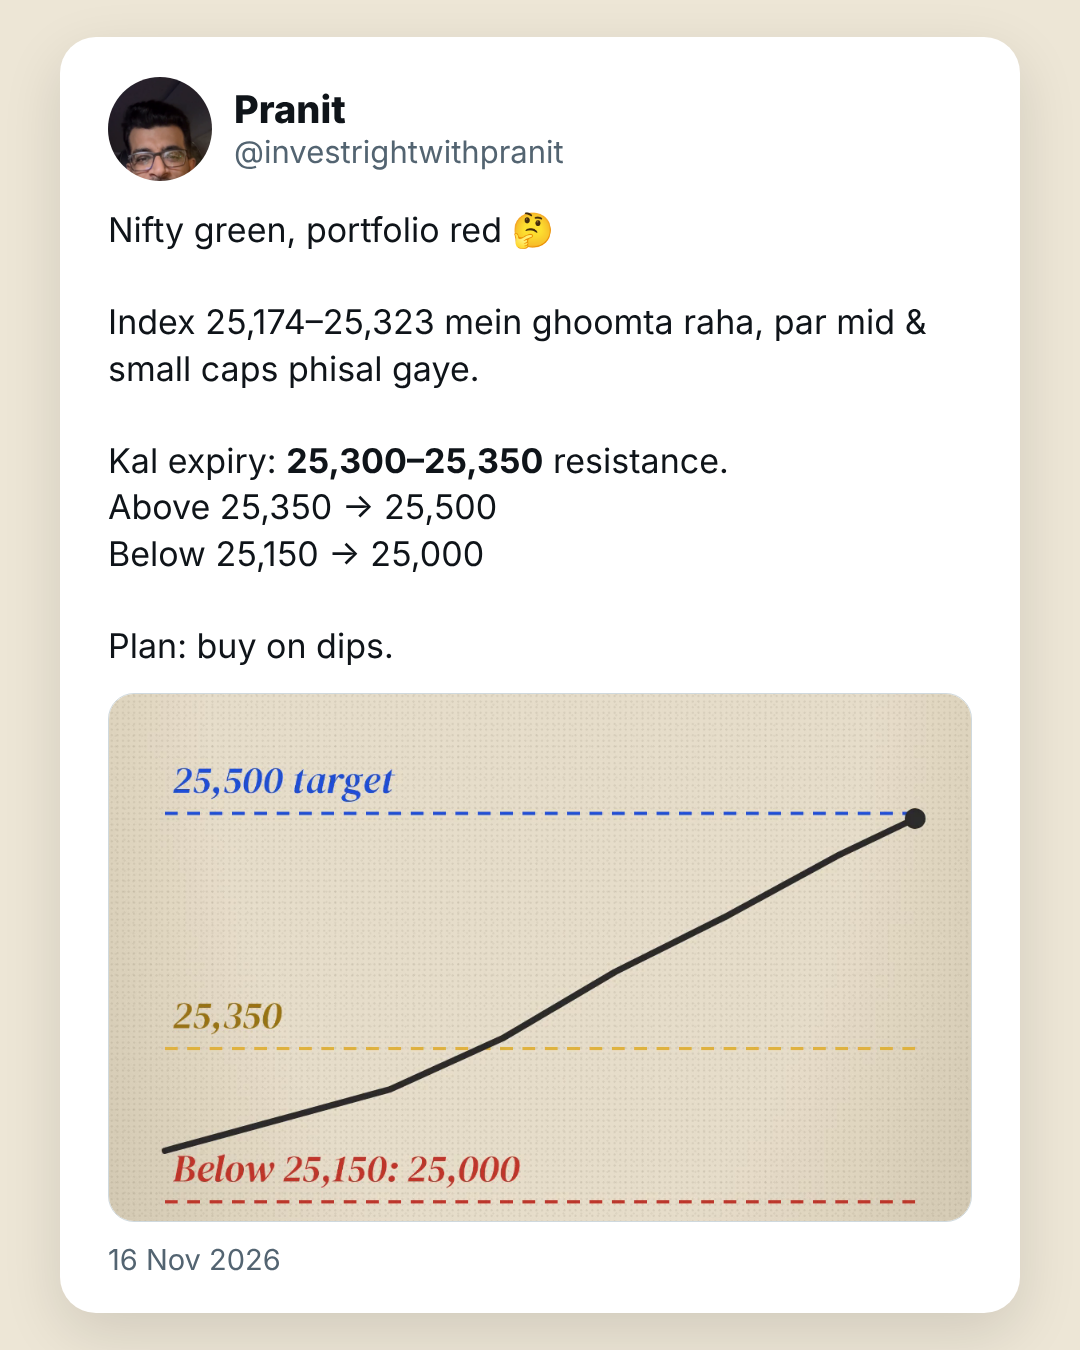 Pranit
@investrightwithpranit
Nifty green, portfolio red 🤔
Index 25,174–25,323 mein ghoomta raha, par mid &
small caps phisal gaye.
Kal expiry: 25,300–25,350 resistance.
Above 25,350 → 25,500
Below 25,150 → 25,000
Plan: buy on dips.
25,500 target
25,350
Below 25,150: 25,000
16 Nov 2026